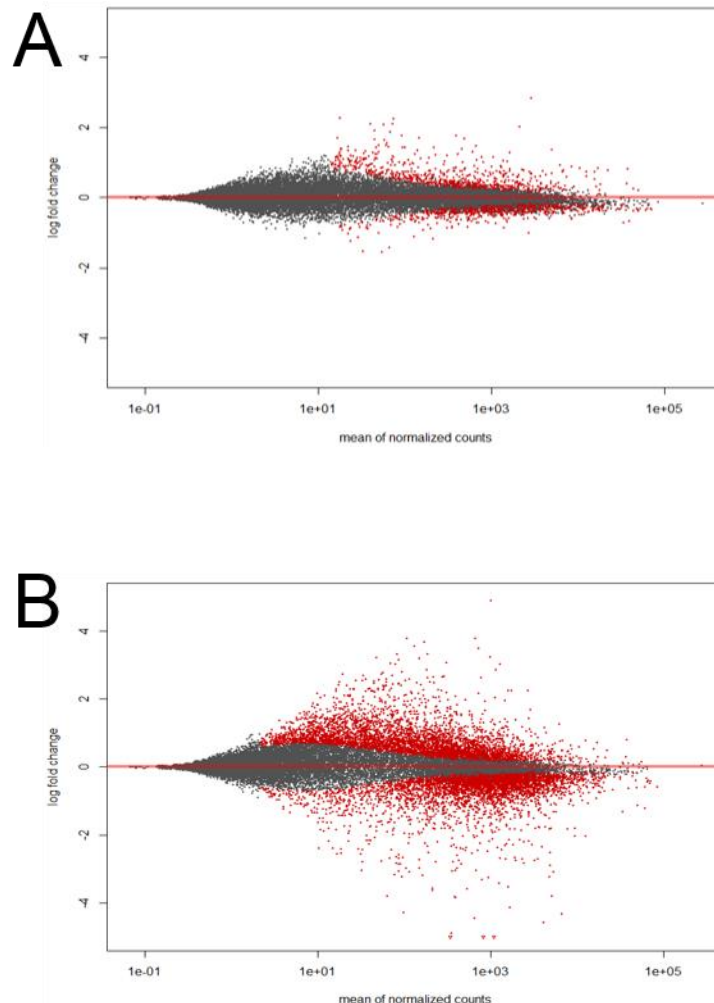 A
4
2
0
-2
-4
log fold change
1e-01 1e+01 1e+03 1e+05
mean of normalized counts
B
4
2
0
-2
-4
log fold change
1e-01 1e+01 1e+03 1e+05
mean of normalized counts